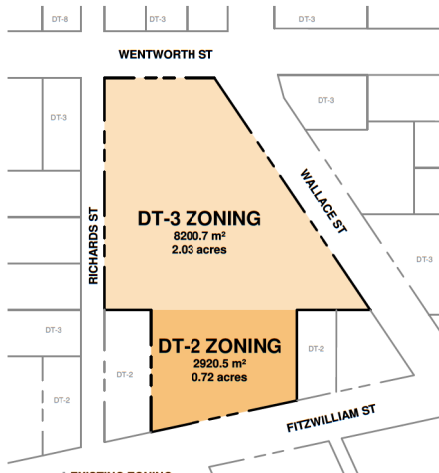 DT-8
DT-3
DT-3
WENTWORTH ST
DT-3
DT-3
WALLACE ST
RICHARDS ST
DT-3 ZONING
8200.7 m²
2.03 acres
DT-3
DT-3
DT-2 ZONING
2920.5 m²
0.72 acres
DT-2
DT-2
DT-2
FITZWILLIAM ST
EXISTING ZONING